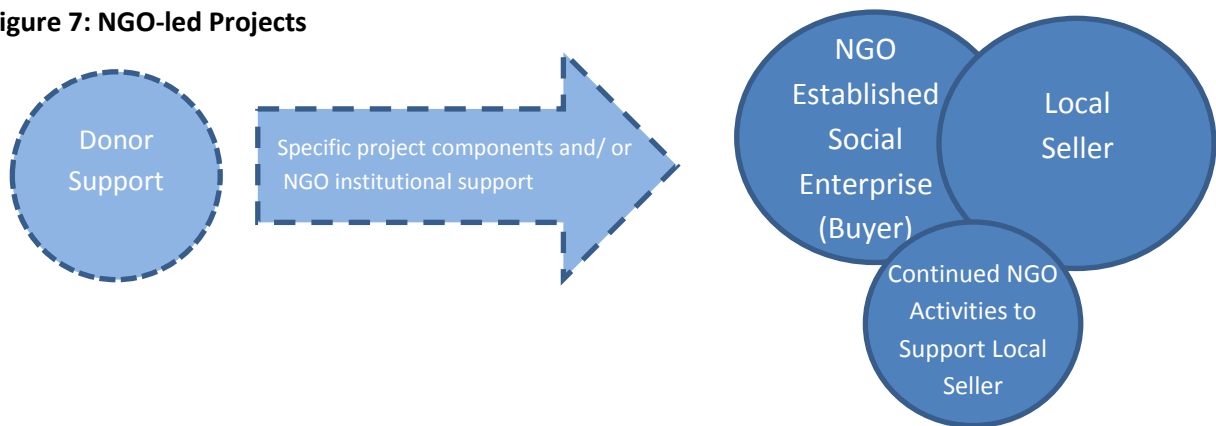 igure 7: NGO-led Projects
Donor
Support
Specific project components and/ or
NGO institutional support
NGO
Established
Social
Enterprise
(Buyer)
Local
Seller
Continued NGO
Activities to
Support Local
Seller